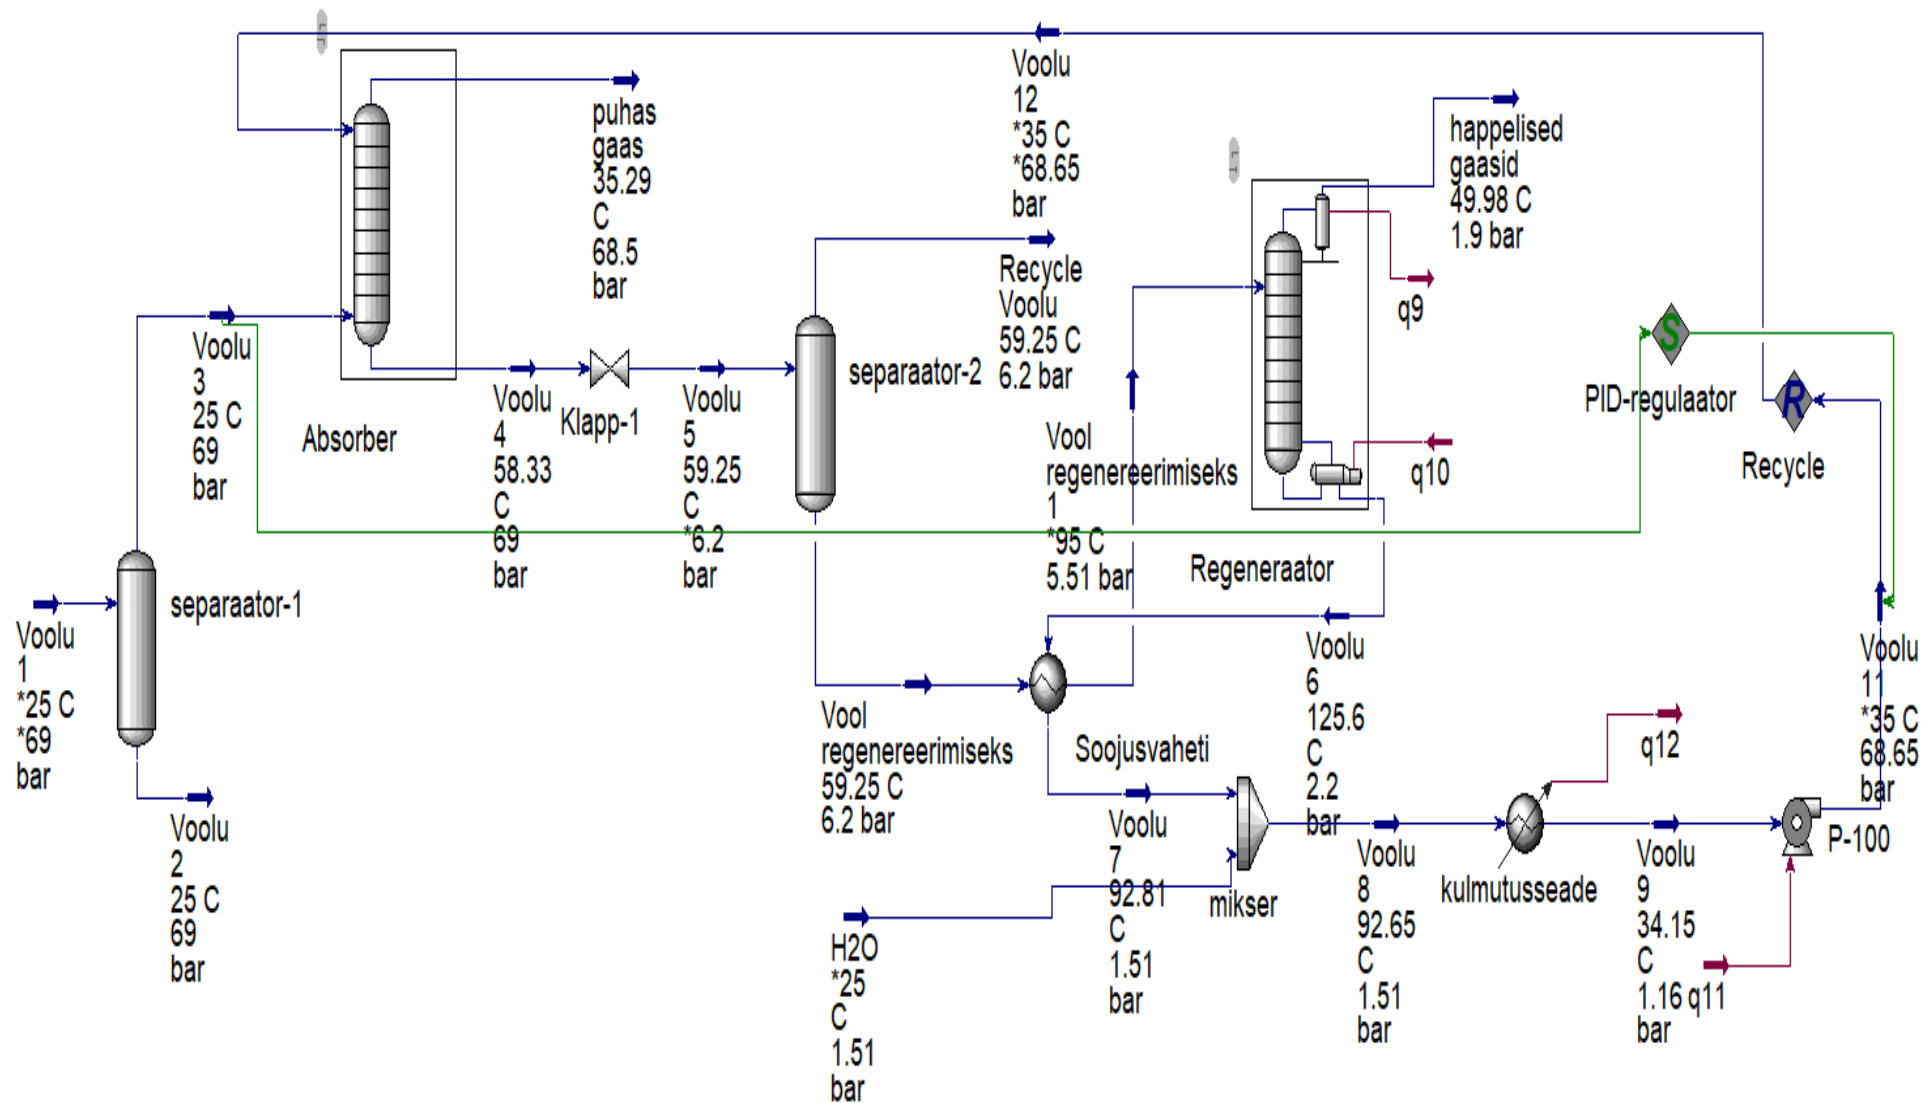 puhas
gaas
35.29
C
68.5
bar
Voolu
12
*35 C
*68.65
bar
happelised
gaasid
49.98 C
1.9 bar
Recycle
Voolu
59.25 C
6.2 bar
q9
S
PID-regulaator
R
Recycle
Voolu
3
25 C
69
bar
Absorber
Voolu
4
58.33
C
69
bar
Klapp-1
Voolu
5
59.25
C
*6.2
bar
separaator-2
Vool
regenereerimiseks
1
*95 C
5.51 bar
q10
Regeneraator
separaator-1
Voolu
1
*25 C
*69
bar
Voolu
2
25 C
69
bar
Vool
regenereerimiseks
59.25 C
6.2 bar
Soojusvaheti
Voolu
6
125.6
C
2.2
bar
Voolu
7
92.81
C
1.51
bar
H2O
*25
C
1.51
bar
mikser
Voolu
8
92.65
C
1.51
bar
kulmutusseade
q12
Voolu
9
34.15
C
1.16
bar
q11
P-100
Voolu
11
*35 C
68.65
bar